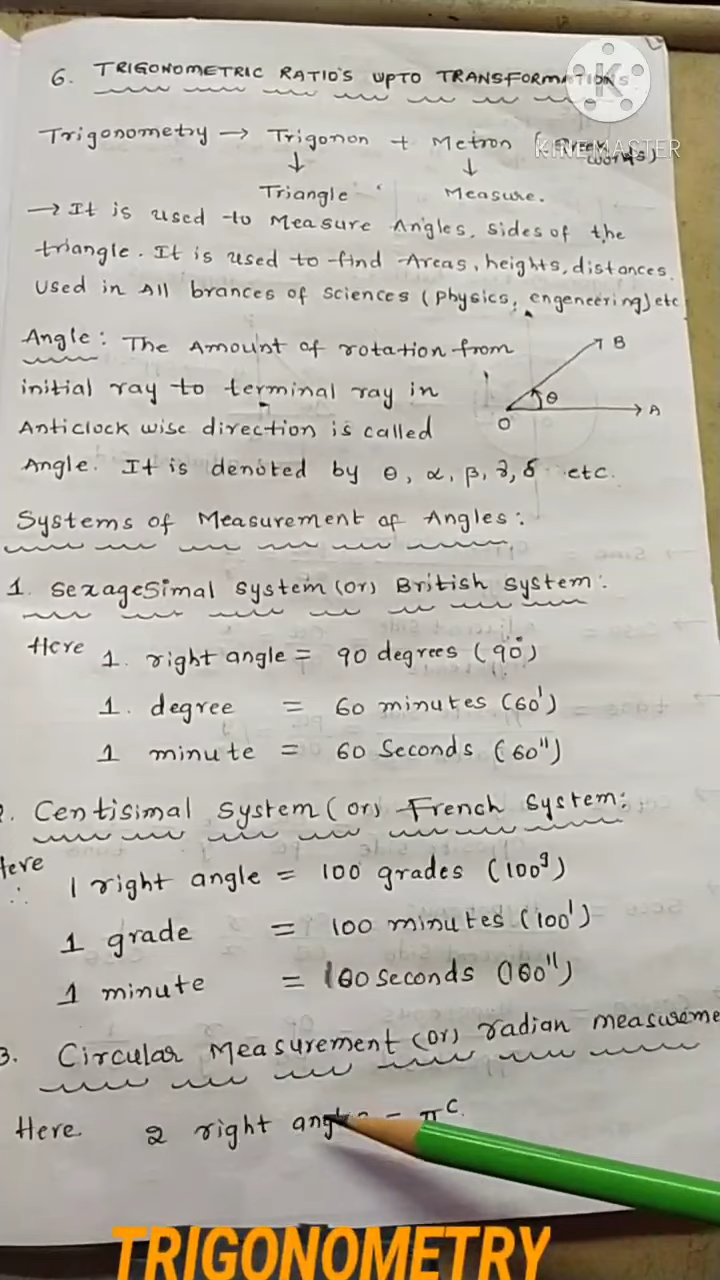 6. TRIGONOMETRIC RATIO'S UPTO TRANSFORMATIONS
KINEMASTER
Trigonometry → Trigonon + Metron (Greek words)
↓ ↓
Triangle Measure.
→ It is used to Measure Angles, sides of the
triangle. It is used to find Areas, heights, distances.
Used in All brances of sciences (physics, engeneering) etc
Angle: The Amount of rotation from
initial ray to terminal ray in
Anticlock wise direction is called
Angle. It is denoted by θ, α, β, γ, δ etc.
B
θ
O A
Systems of Measurement of Angles:
1. Sexagesimal system (or) British system:
Here 1. right angle = 90 degrees (90°)
1. degree = 60 minutes (60')
1 minute = 60 Seconds (60")
2. Centisimal system (or) French system:
Here 1 right angle = 100 grades (100ᵍ)
1 grade = 100 minutes (100')
1 minute = 100 seconds (100")
3. Circular Measurement (or) radian measureme
Here 2 right = πᶜ
TRIGONOMETRY